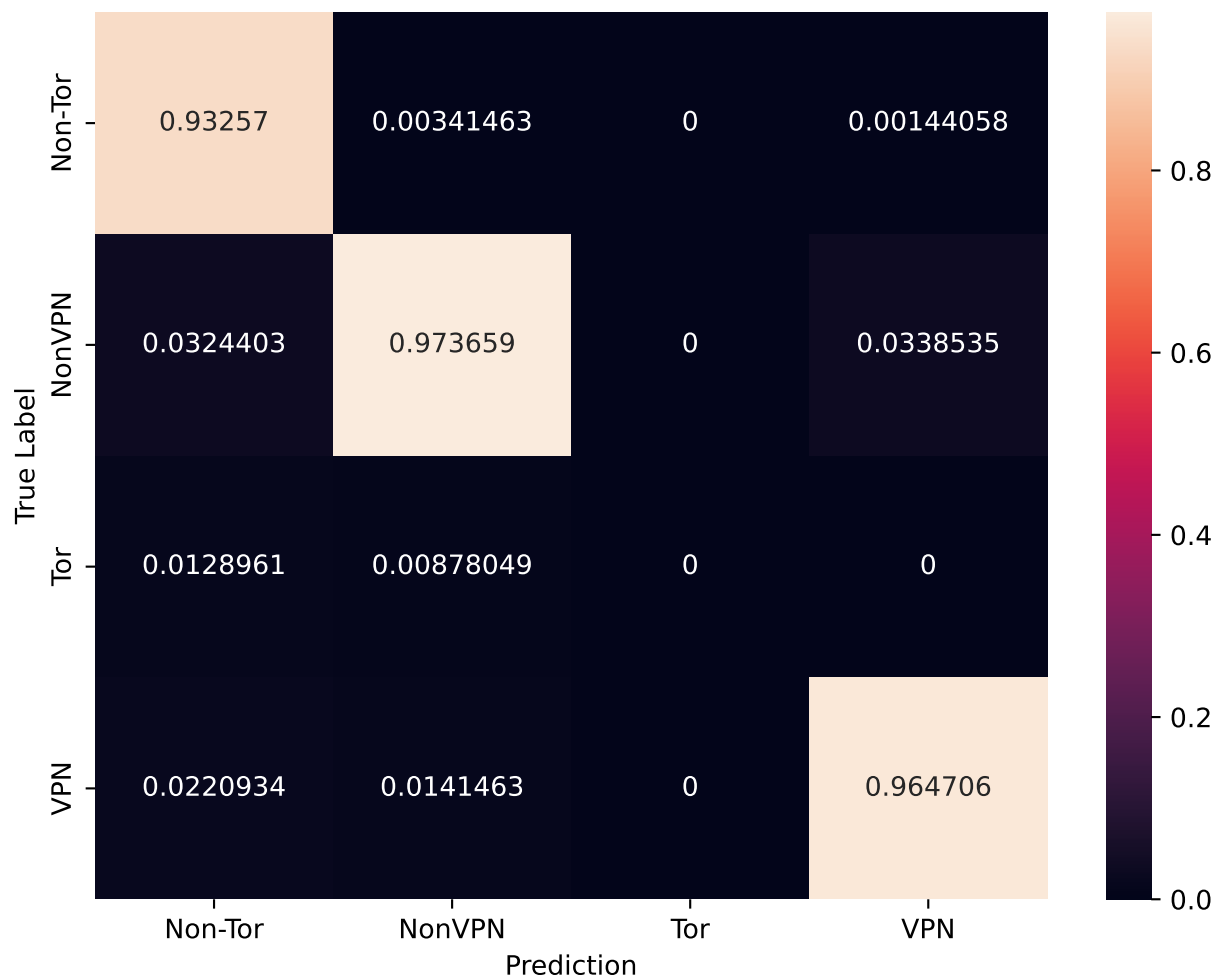 Non-Tor 0.93257 0.00341463 0 0.00144058
NonVPN 0.0324403 0.973659 0 0.0338535
Tor 0.0128961 0.00878049 0 0
VPN 0.0220934 0.0141463 0 0.964706
Non-Tor NonVPN Tor VPN
Prediction
True Label
0.8
0.6
0.4
0.2
0.0